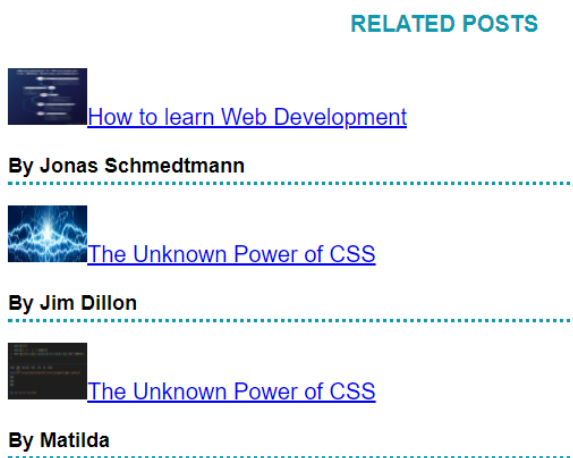 RELATED POSTS
How to learn Web Development
By Jonas Schmedtmann
The Unknown Power of CSS
By Jim Dillon
The Unknown Power of CSS
By Matilda